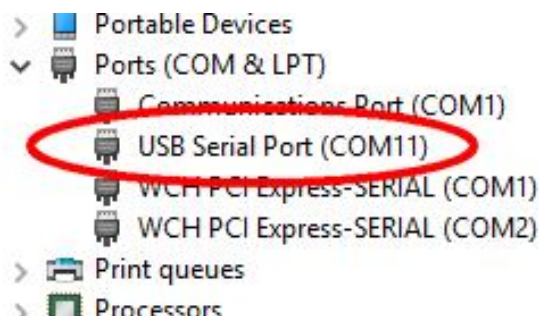 Portable Devices
Ports (COM & LPT)
Communications Port (COM1)
USB Serial Port (COM11)
WCH PCI Express-SERIAL (COM1)
WCH PCI Express-SERIAL (COM2)
Print queues
Processors